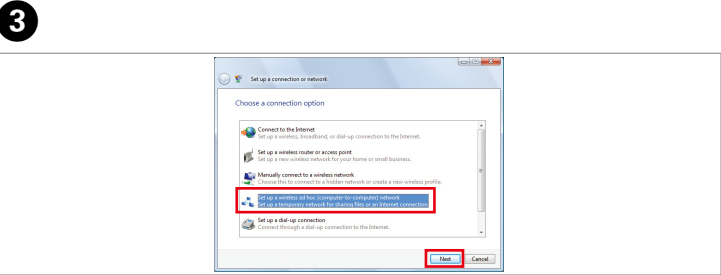 3
Set up a connection or network
Choose a connection option
Connect to the Internet
Set up a wireless, broadband, or dial-up connection to the Internet.
Set up a wireless router or access point
Set up a new wireless network for your home or small business.
Manually connect to a wireless network
Choose this to connect to a hidden network or create a new wireless profile.
Set up a wireless ad hoc (computer-to-computer) network
Set up a temporary network for sharing files or an Internet connection
Set up a dial-up connection
Connect through a dial-up connection to the Internet.
Next Cancel